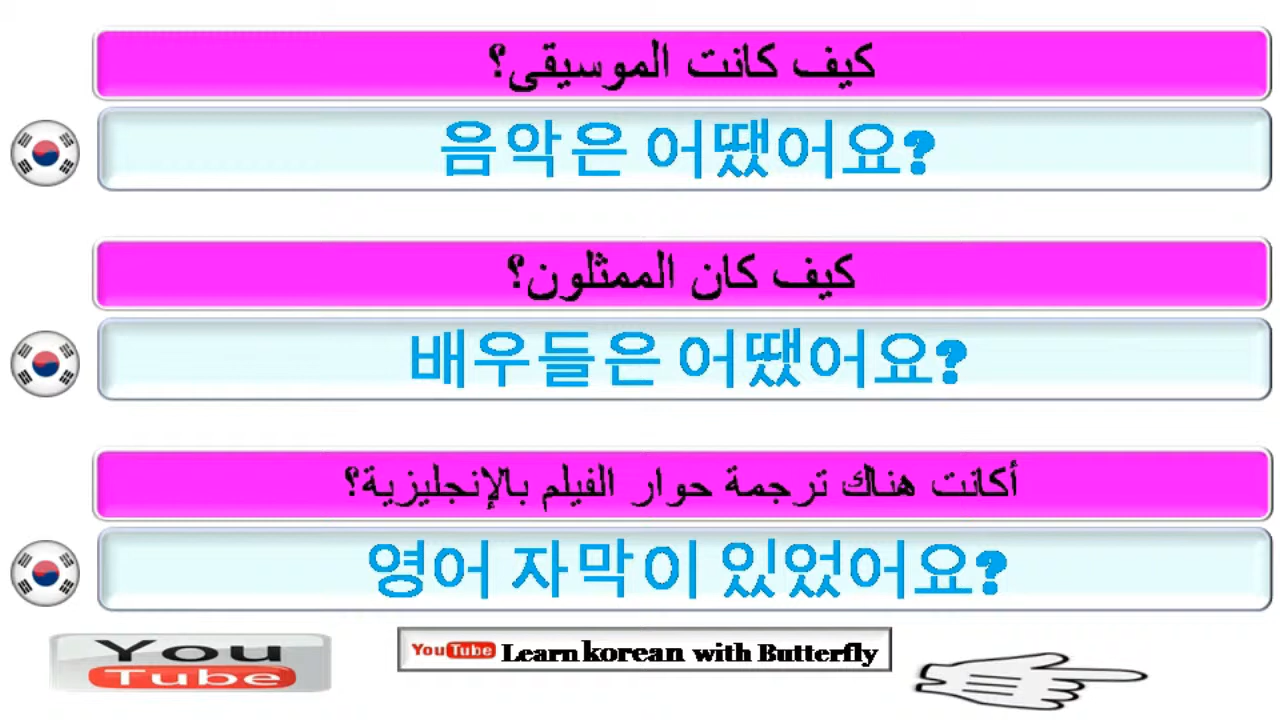 كيف كانت الموسيقى؟
음악은 어땠어요?
كيف كان الممثلون؟
배우들은 어땠어요?
أكانت هناك ترجمة حوار الفيلم بالإنجليزية؟
영어 자막이 있었어요?
You
Tube
YouTube Learn korean with Butterfly